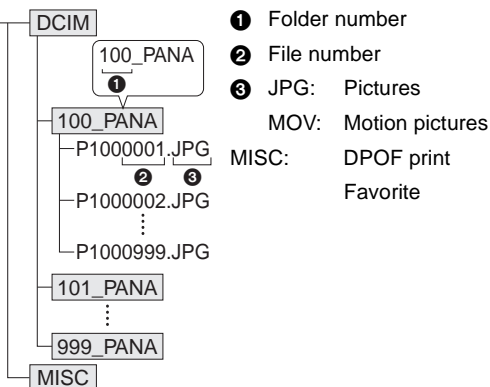 DCIM
100_PANA
❶
100_PANA
P1000001.JPG
❷ ❸
P1000002.JPG
P1000999.JPG
101_PANA
999_PANA
MISC
❶ Folder number
❷ File number
❸ JPG: Pictures
MOV: Motion pictures
MISC: DPOF print
Favorite